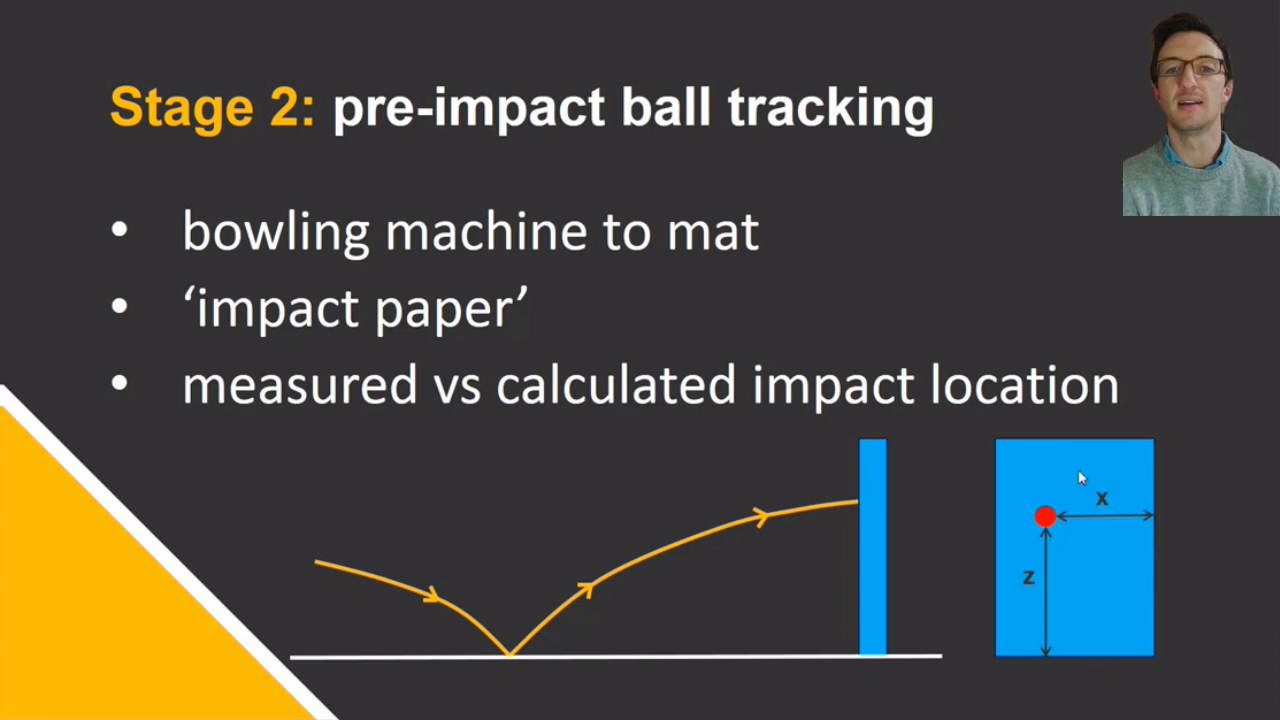 Stage 2: pre-impact ball tracking
• bowling machine to mat
• ‘impact paper’
• measured vs calculated impact location
x
z